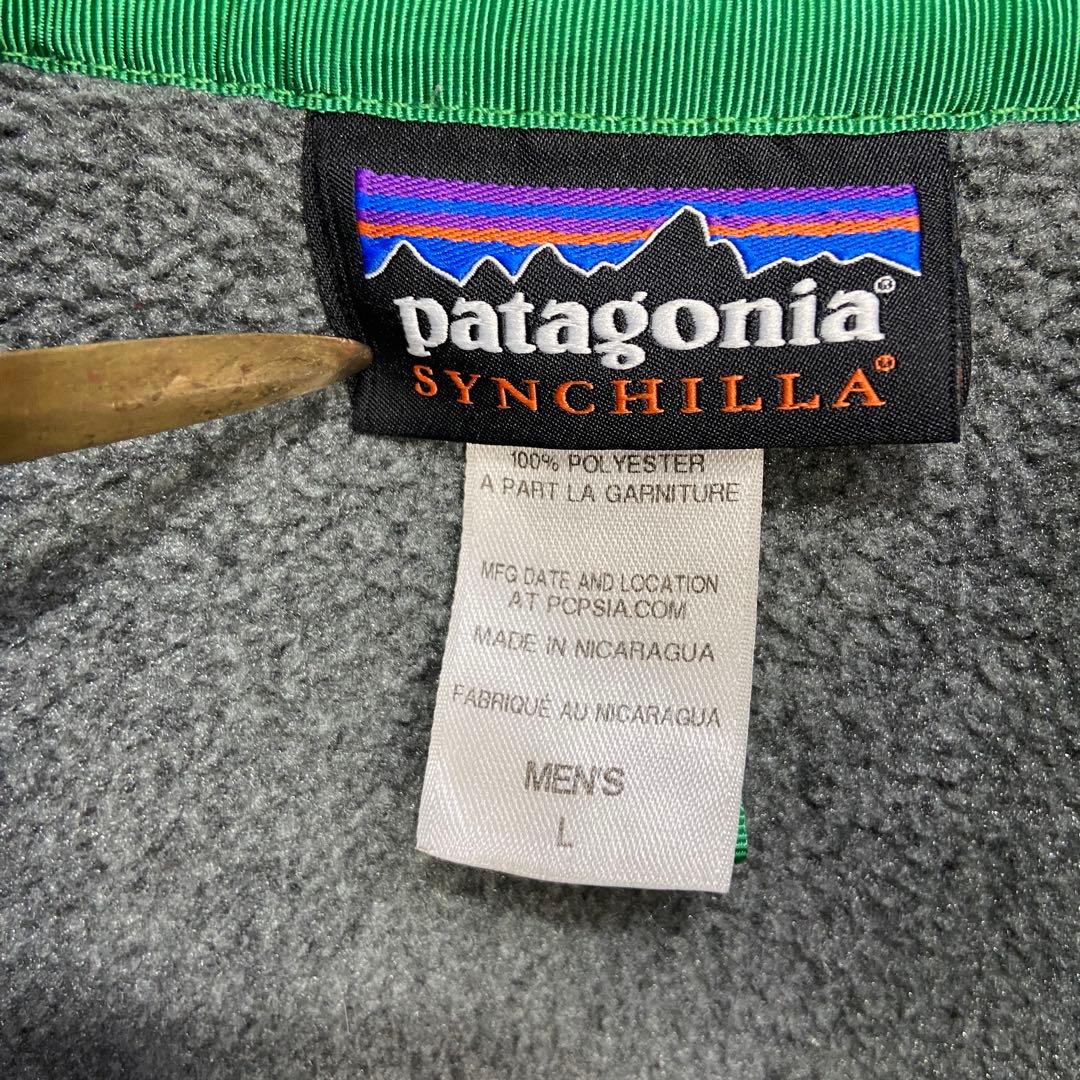 patagonia®
SYNCHILLA®
100% POLYESTER
A PART LA GARNITURE
MFG DATE AND LOCATION
AT PCPSIA.COM
MADE IN NICARAGUA
FABRIQUÉ AU NICARAGUA
MEN'S
L